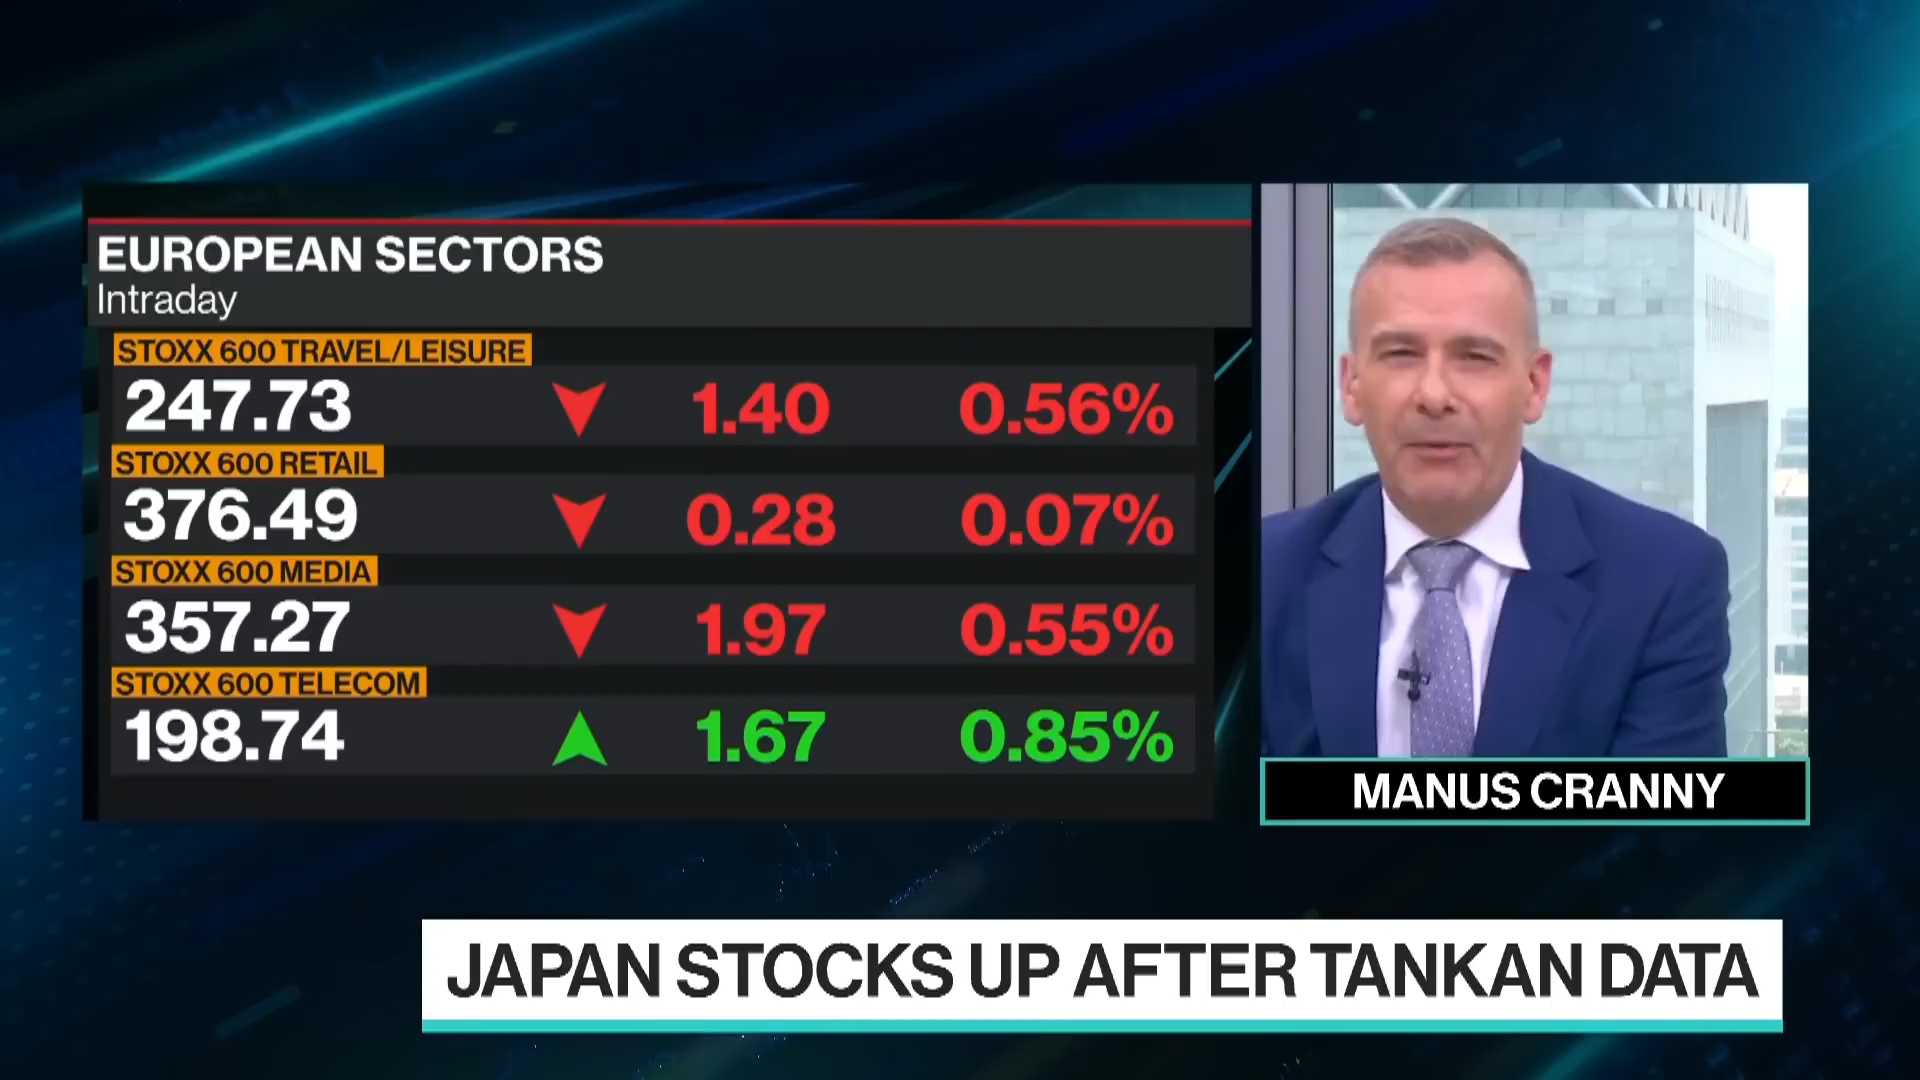 EUROPEAN SECTORS
Intraday
STOXX 600 TRAVEL/LEISURE
247.73 1.40 0.56%
STOXX 600 RETAIL
376.49 0.28 0.07%
STOXX 600 MEDIA
357.27 1.97 0.55%
STOXX 600 TELECOM
198.74 1.67 0.85%
MANUS CRANNY
JAPAN STOCKS UP AFTER TANKAN DATA